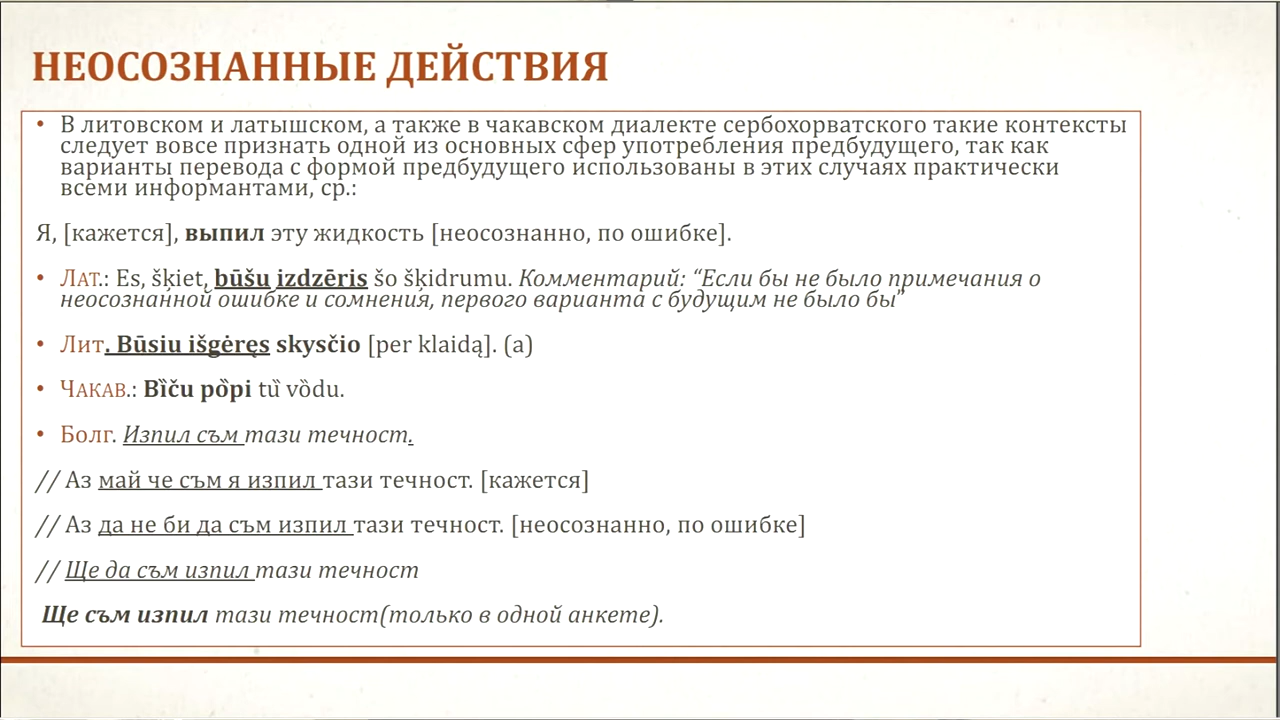 НЕОСОЗНАННЫЕ ДЕЙСТВИЯ
• В литовском и латышском, а также в чакавском диалекте сербохорватского такие контексты
следует вовсе признать одной из основных сфер употребления предбудущего, так как
варианты перевода с формой предбудущего использованы в этих случаях практически
всеми информантами, ср.:
Я, [кажется], выпил эту жидкость [неосознанно, по ошибке].
• ЛАТ.: Es, šķiet, būšu izdzēris šo šķidrumu. Комментарий: “Если бы не было примечания о
неосознанной ошибке и сомнения, первого варианта с будущим не было бы”
• Лит. Būsiu išgėręs skysčio [per klaidą]. (a)
• ЧАКАВ.: Bȉču pȍpi tȕ vȍdu.
• Болг. Изпил съм тази течност.
// Аз май че съм я изпил тази течност. [кажется]
// Аз да не би да съм изпил тази течност. [неосознанно, по ошибке]
// Ще да съм изпил тази течност
Ще съм изпил тази течност(только в одной анкете).